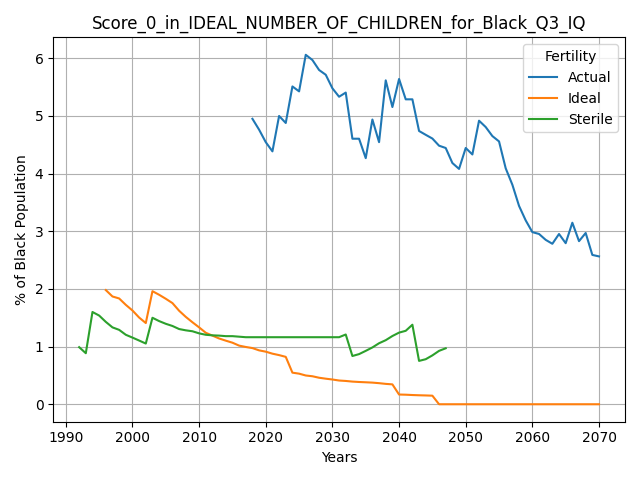 Score_0_in_IDEAL_NUMBER_OF_CHILDREN_for_Black_Q3_IQ
Fertility
Actual
Ideal
Sterile
% of Black Population
6
5
4
3
2
1
0
1990 2000 2010 2020 2030 2040 2050 2060 2070
Years